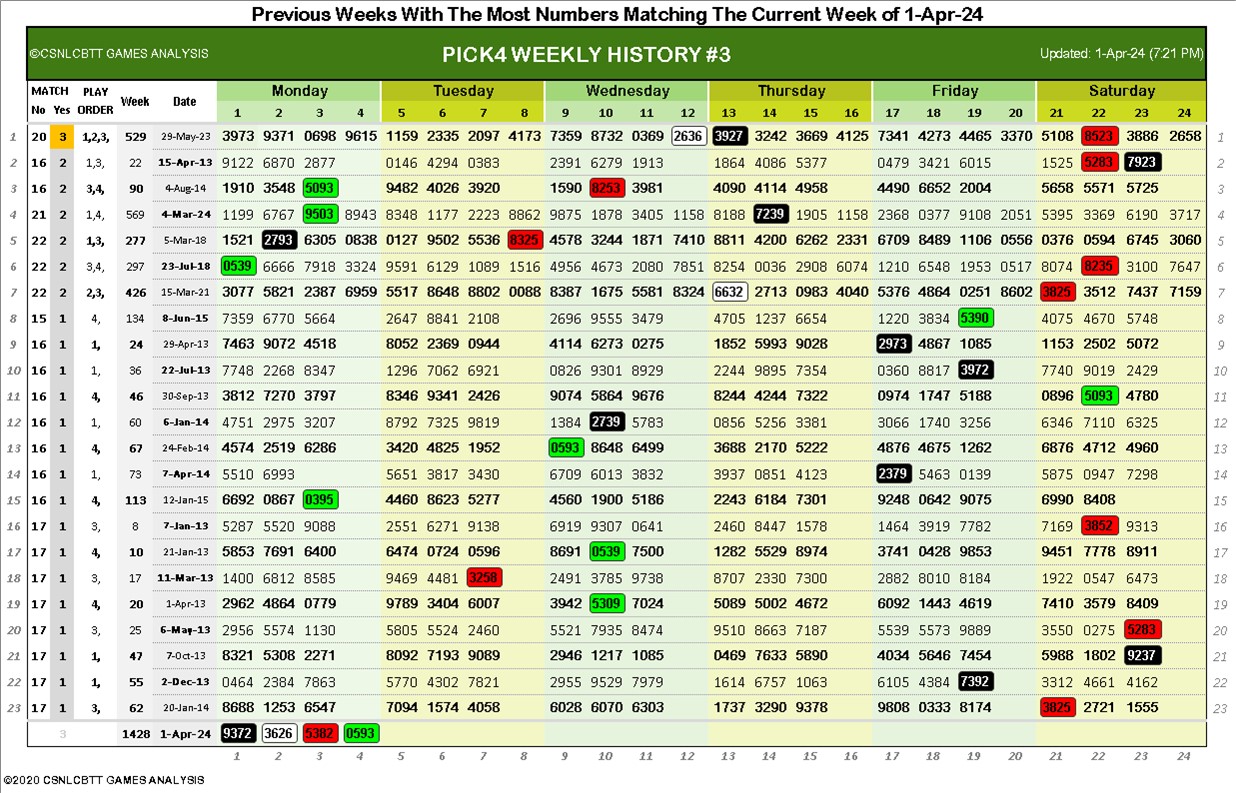 Previous Weeks With The Most Numbers Matching The Current Week of 1-Apr-24
©CSNLCBTT GAMES ANALYSIS PICK4 WEEKLY HISTORY #3 Updated: 1-Apr-24 (7:21 PM)
MATCH PLAY Week Date Monday Tuesday Wednesday Thursday Friday Saturday
No Yes ORDER 1 2 3 4 5 6 7 8 9 10 11 12 13 14 15 16 17 18 19 20 21 22 23 24
1 20 3 1,2,3, 529 29-May-23 3973 9371 0698 9615 1159 2335 2097 4173 7359 8732 0369 2636 3927 3242 3669 4125 7341 4273 4465 3370 5108 8523 3886 2658 1
2 16 2 1,3, 22 15-Apr-13 9122 6870 2877 0146 4294 0383 2391 6279 1913 1864 4086 5377 0479 3421 6015 1525 5283 7923 2
3 16 2 3,4, 90 4-Aug-14 1910 3548 5093 9482 4026 3920 1590 8253 3981 4090 4114 4958 4490 6652 2004 5658 5571 5725 3
4 21 2 1,4, 569 4-Mar-24 1199 6767 9503 8943 8348 1177 2223 8862 9875 1878 3405 1158 8188 7239 1905 1158 2368 0377 9108 2051 5395 3369 6190 3717 4
5 22 2 1,3, 277 5-Mar-18 1521 2793 6305 0838 0127 9502 5536 8325 4578 3244 1871 7410 8811 4200 6262 2331 6709 8489 1106 0556 0376 0594 6745 3060 5
6 22 2 3,4, 297 23-Jul-18 0539 6666 7918 3324 9591 6129 1089 1516 4956 4673 2080 7851 8254 0036 2908 6074 1210 6548 1953 0517 8074 8235 3100 7647 6
7 22 2 2,3, 426 15-Mar-21 3077 5821 2387 6959 5517 8648 8802 0088 8387 1675 5581 8324 6632 2713 0983 4040 5376 4864 0251 8602 3825 3512 7437 7159 7
8 15 1 4, 134 8-Jun-15 7359 6770 5664 2647 8841 2108 2696 9555 3479 4705 1237 6654 1220 3834 5390 4075 4670 5748 8
9 16 1 1, 24 29-Apr-13 7463 9072 4518 8052 2369 0944 4114 6273 0275 1852 5993 9028 2973 4867 1085 1153 2502 5072 9
10 16 1 1, 36 22-Jul-13 7748 2268 8347 1296 7062 6921 0826 9301 8929 2244 9895 7354 0360 8817 3972 7740 9019 2429 10
11 16 1 4, 46 30-Sep-13 3812 7270 3797 8346 9341 2426 9074 5864 9676 8244 4244 7322 0974 1747 5188 0896 5093 4780 11
12 16 1 1, 60 6-Jan-14 4751 2975 3207 8792 7325 9819 1384 2739 5783 0856 5256 3381 3066 1740 3256 6346 7110 6325 12
13 16 1 4, 67 24-Feb-14 4574 2519 6286 3420 4825 1952 0593 8648 6499 3688 2170 5222 4876 4675 1262 6876 4712 4960 13
14 16 1 1, 73 7-Apr-14 5510 6993 5651 3817 3430 6709 6013 3832 3937 0851 4123 2379 5463 0139 5875 0947 7298 14
15 16 1 4, 113 12-Jan-15 6692 0867 0395 4460 8623 5277 4560 1900 5186 2243 6184 7301 9248 0642 9075 6990 8408 15
16 17 1 3, 8 7-Jan-13 5287 5520 9088 2551 6271 9138 6919 9307 0641 2460 8447 1578 1464 3919 7782 7169 3852 9313 16
17 17 1 4, 10 21-Jan-13 5853 7691 6400 6474 0724 0596 8691 0539 7500 1282 5529 8974 3741 0428 9853 9451 7778 8911 17
18 17 1 3, 17 11-Mar-13 1400 6812 8585 9469 4481 3258 2491 3785 9738 8707 2330 7300 2882 8010 8184 1922 0547 6473 18
19 17 1 4, 20 1-Apr-13 2962 4864 0779 9789 3404 6007 3942 5309 7024 5089 5002 4672 6092 1443 4619 7410 3579 8409 19
20 17 1 3, 25 6-May-13 2956 5574 1130 5805 5524 2460 5521 7935 8474 9510 8663 7187 5539 5573 9889 3550 0275 5283 20
21 17 1 1, 47 7-Oct-13 8321 5308 2271 8092 7193 9089 2946 1217 1085 0469 7633 5890 4034 5646 7454 5988 1802 9237 21
22 17 1 1, 55 2-Dec-13 0464 2384 7863 5770 4302 7821 2955 9529 7979 1614 6757 1063 6105 4384 7392 3312 4661 4162 22
23 17 1 3, 62 20-Jan-14 8688 1253 6547 7094 1574 4058 6028 6070 6303 1737 3290 9378 9808 0333 8174 3825 2721 1555 23
3 1428 1-Apr-24 9372 3626 5382 0593
1 2 3 4 5 6 7 8 9 10 11 12 13 14 15 16 17 18 19 20 21 22 23 24
©2020 CSNLCBTT GAMES ANALYSIS